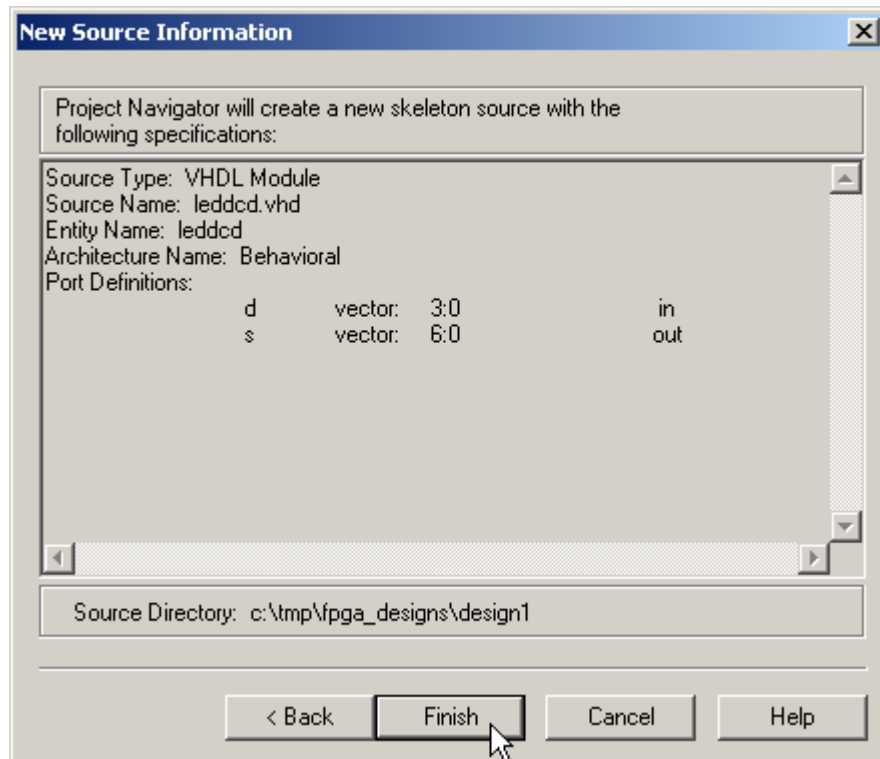 New Source Information
Project Navigator will create a new skeleton source with the
following specifications:
Source Type: VHDL Module
Source Name: leddcd.vhd
Entity Name: leddcd
Architecture Name: Behavioral
Port Definitions:
d vector: 3:0 in
s vector: 6:0 out
Source Directory: c:\tmp\fpga_designs\design1
< Back Finish Cancel Help